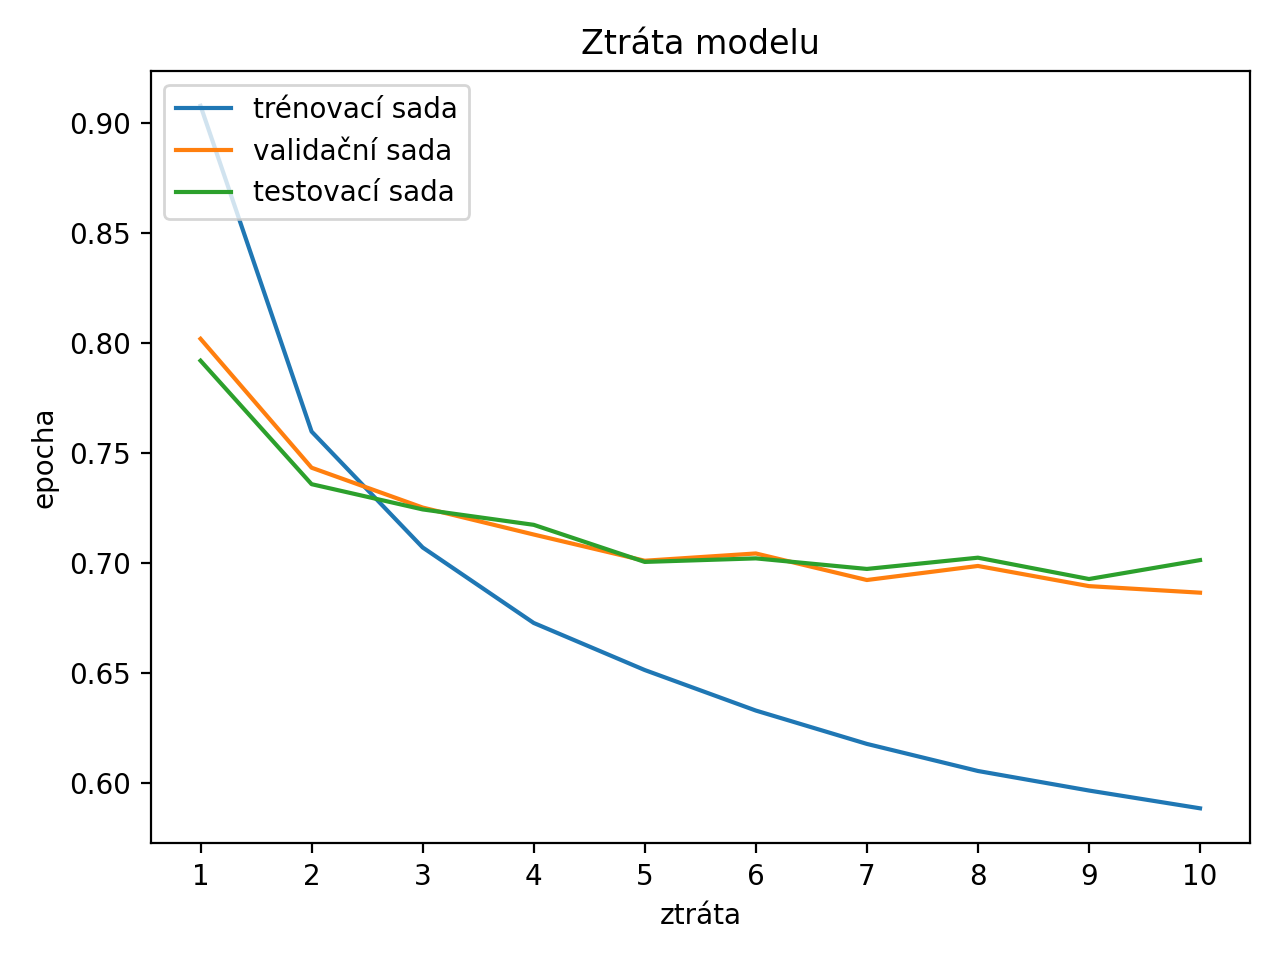 Ztráta modelu
trénovací sada
validační sada
testovací sada
0.90
0.85
0.80
0.75
0.70
0.65
0.60
epocha
1 2 3 4 5 6 7 8 9 10
ztráta